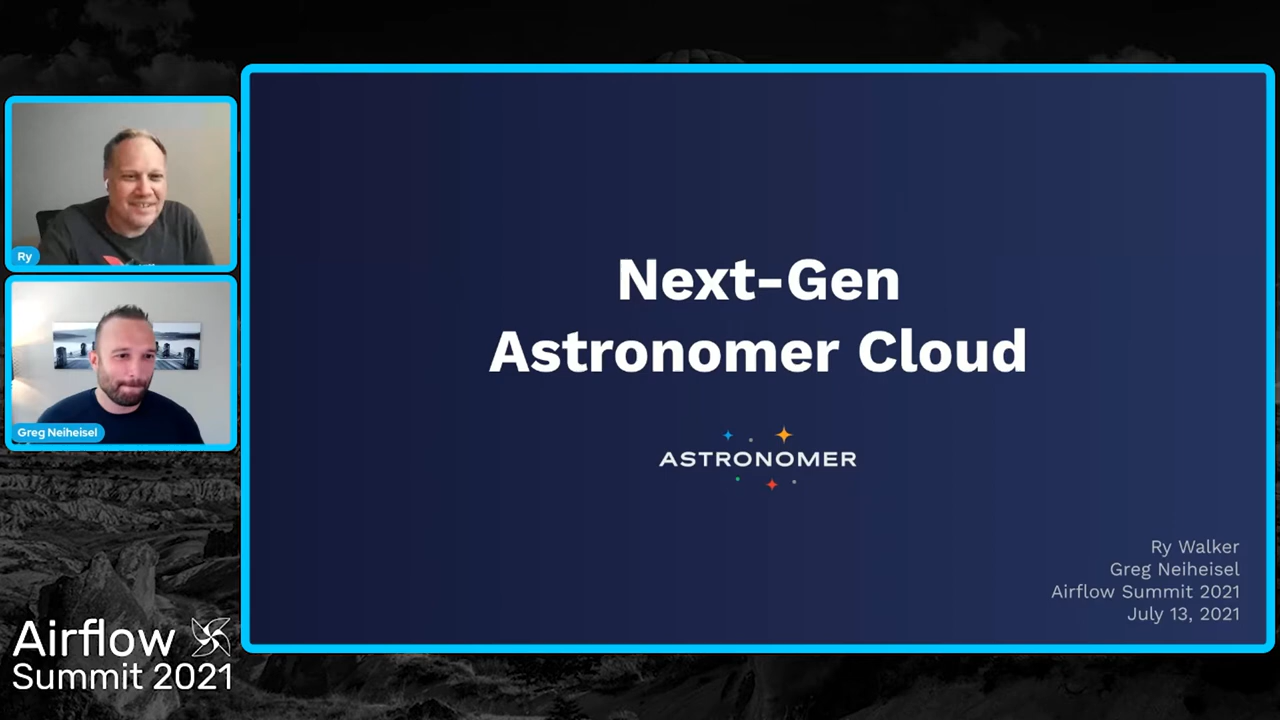 Ry
Greg Neiheisel
Airflow
Summit 2021
Next-Gen
Astronomer Cloud
ASTRONOMER
Ry Walker
Greg Neiheisel
Airflow Summit 2021
July 13, 2021